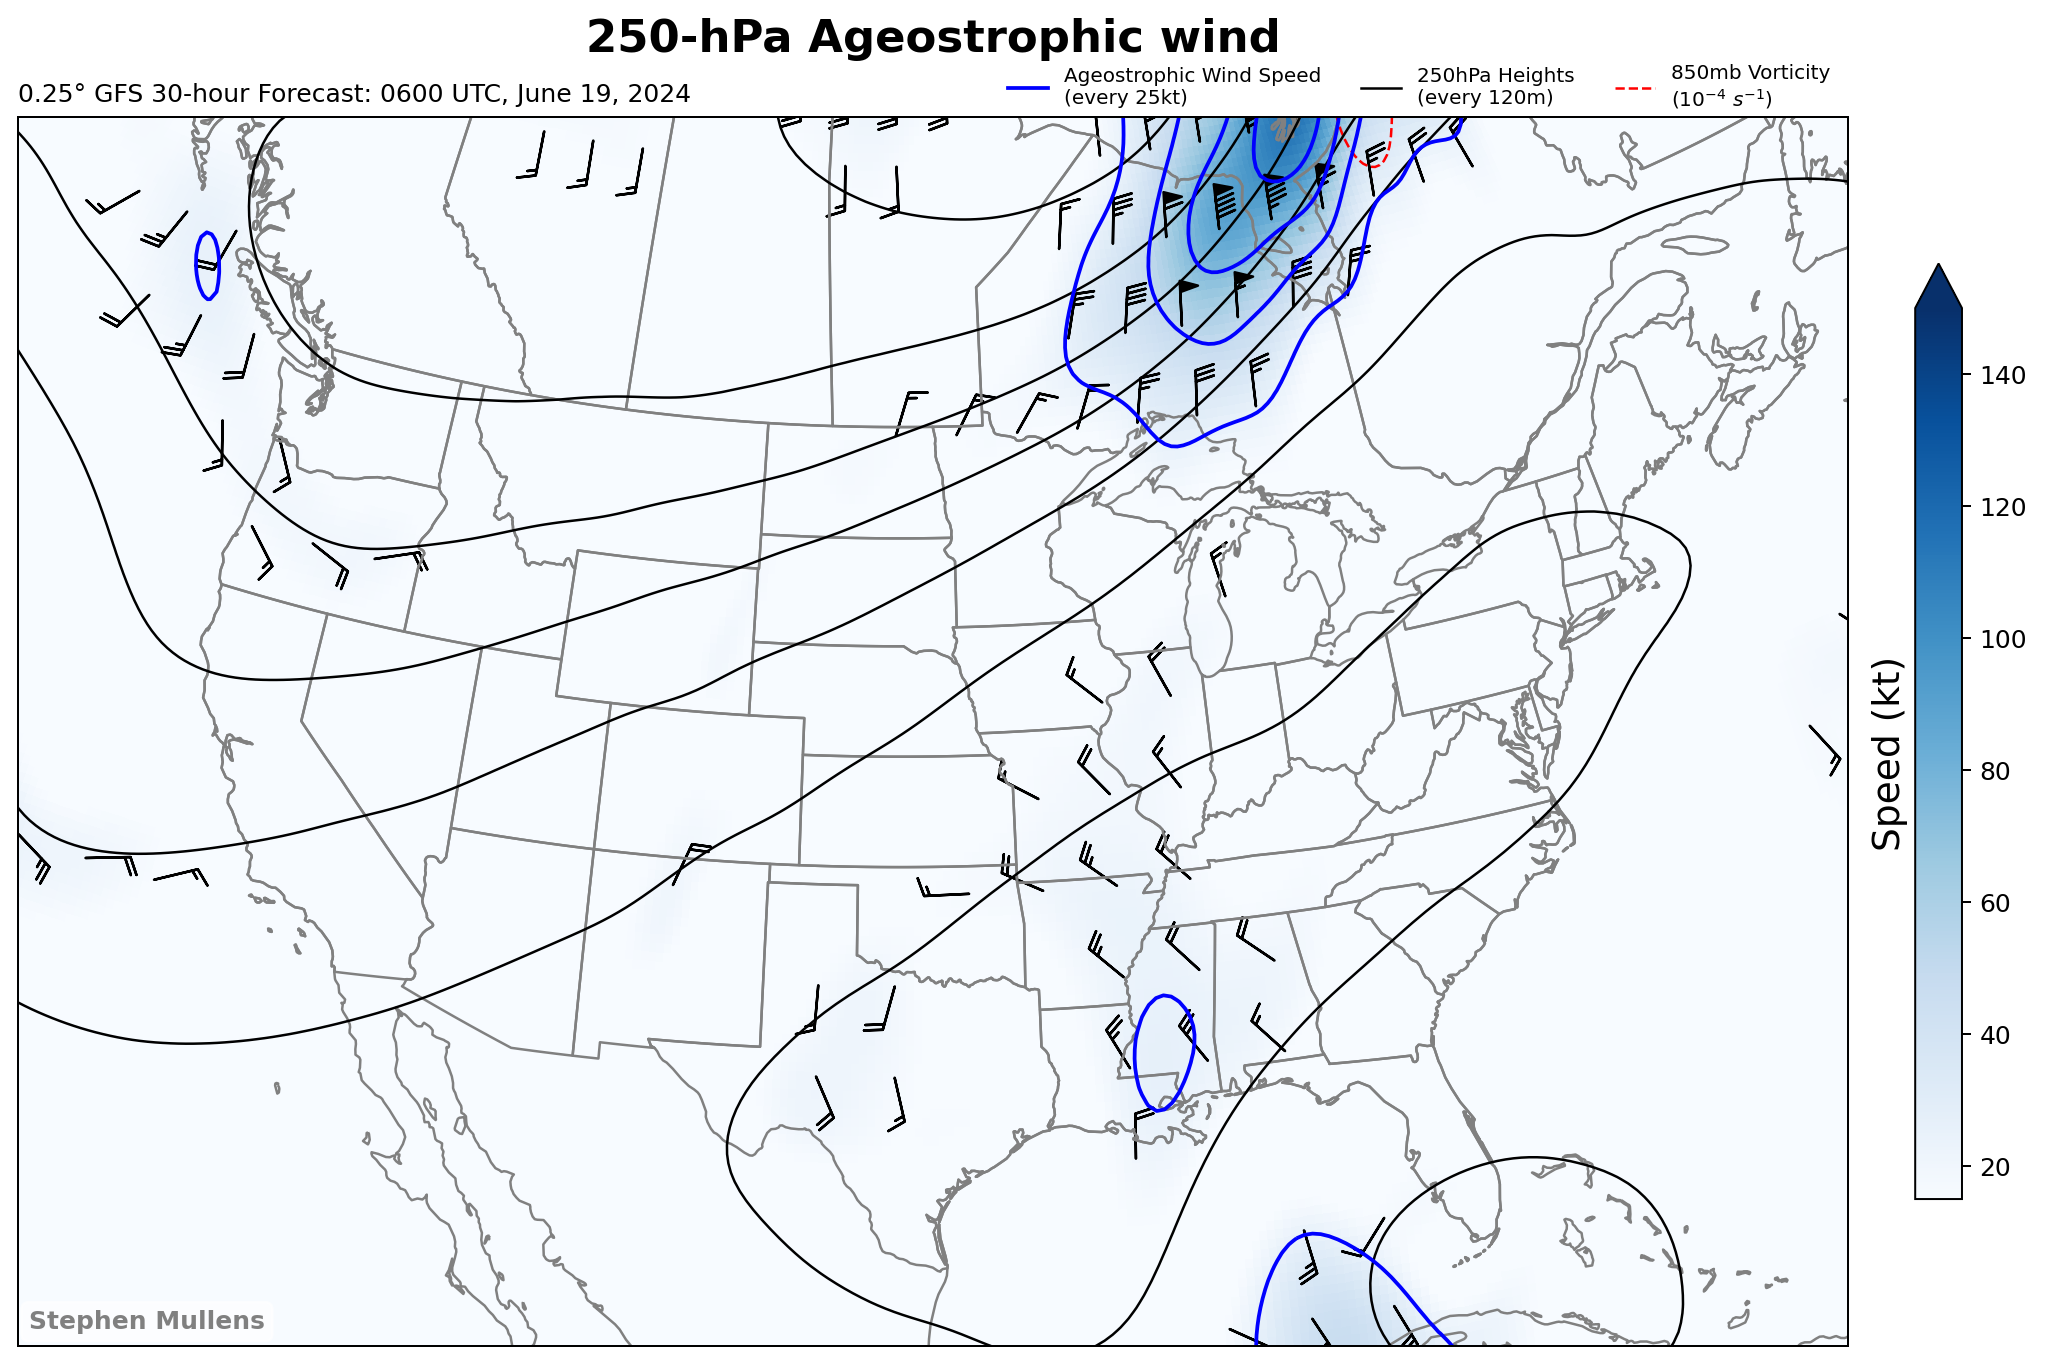 250-hPa Ageostrophic wind
0.25° GFS 30-hour Forecast: 0600 UTC, June 19, 2024
Ageostrophic Wind Speed
(every 25kt)
250hPa Heights
(every 120m)
850mb Vorticity
(10⁻⁴ s⁻¹)
140
120
100
80
60
40
20
Speed (kt)
Stephen Mullens